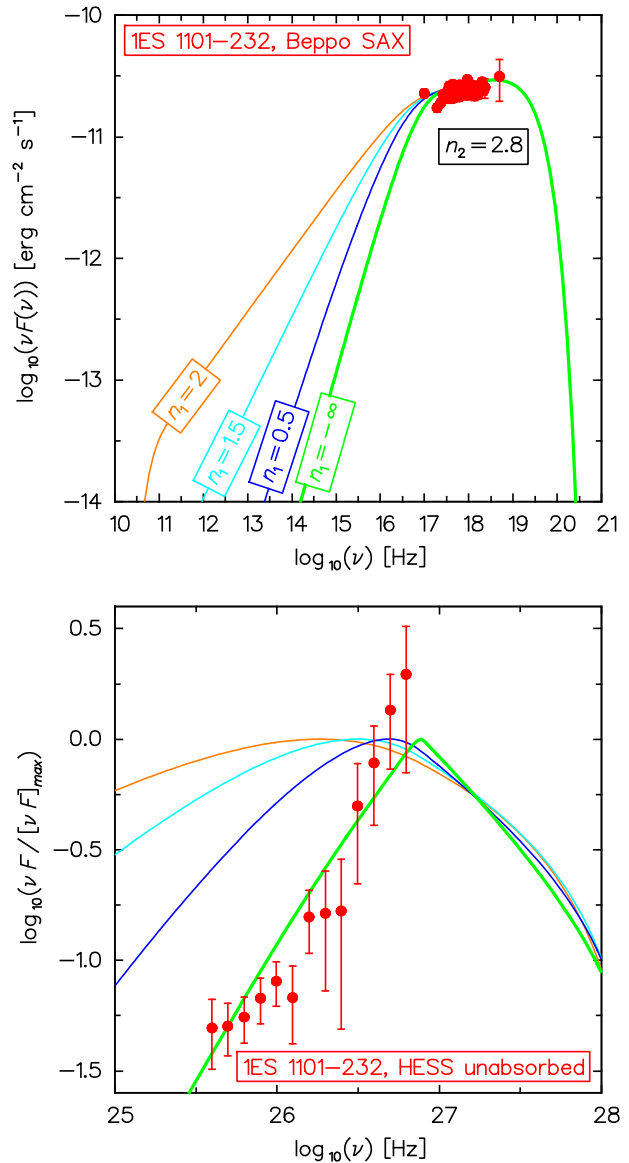 1ES 1101−232, Beppo SAX
n₂ = 2.8
n₁ = 2
n₁ = 1.5
n₁ = 0.5
n₁ = −∞
log₁₀(νF(ν)) [erg cm⁻² s⁻¹]
−10
−11
−12
−13
−14
10 11 12 13 14 15 16 17 18 19 20 21
log₁₀(ν) [Hz]
log₁₀(ν F/[ν F]ₘₐₓ)
0.5
0.0
−0.5
−1.0
−1.5
1ES 1101−232, HESS unabsorbed
25 26 27 28
log₁₀(ν) [Hz]